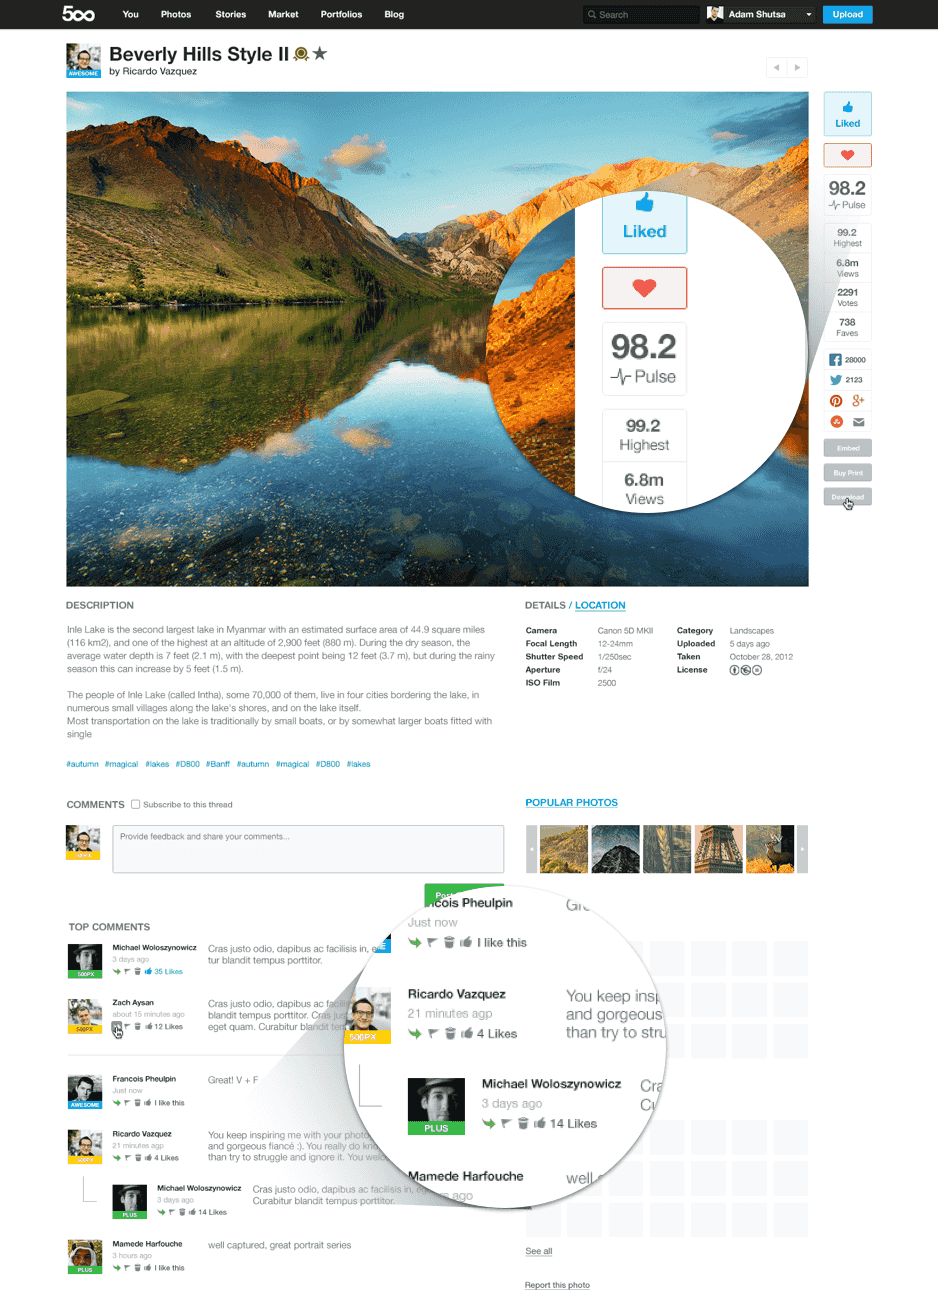 500
You Photos Stories Market Portfolios Blog
Search
Adam Shutsa
Upload
AWESOME
Beverly Hills Style II
by Ricardo Vazquez
Liked
98.2
Pulse
99.2
Highest
6.8m
Views
2291
Votes
738
Faves
28000
2123
Embed
Buy Print
Download
Liked
98.2
Pulse
99.2
Highest
6.8m
Views
DESCRIPTION
Inle Lake is the second largest lake in Myanmar with an estimated surface area of 44.9 square miles
(116 km2), and one of the highest at an altitude of 2,900 feet (880 m). During the dry season, the
average water depth is 7 feet (2.1 m), with the deepest point being 12 feet (3.7 m), but during the rainy
season this can increase by 5 feet (1.5 m).
The people of Inle Lake (called Intha), some 70,000 of them, live in four cities bordering the lake, in
numerous small villages along the lake's shores, and on the lake itself.
Most transportation on the lake is traditionally by small boats, or by somewhat larger boats fitted with
single
#autumn #magical #lakes #D800 #Banff #autumn #magical #D800 #lakes
DETAILS / LOCATION
Camera Canon 5D MKII
Focal Length 12-24mm
Shutter Speed 1/250sec
Aperture f/24
ISO Film 2500
Category Landscapes
Uploaded 5 days ago
Taken October 28, 2012
License
COMMENTS Subscribe to this thread
Provide feedback and share your comments...
POPULAR PHOTOS
TOP COMMENTS
Michael Woloszynowicz
3 days ago
35 Likes
500PX
Cras justo odio, dapibus ac facilisis in,
tur blandit tempus porttitor.
Zach Aysan
about 15 minutes ago
12 Likes
500PX
Cras justo odio, dapibus ac
dapibus ac facilisis in, Cras
eget quam. Curabitur blandit
Francois Pheulpin
Just now
I like this
AWESOME
Great! V + F
Ricardo Vazquez
21 minutes agp
4 Likes
500PX
You keep inspiring me with your
and gorgeous fiancé :). You really do
than try to struggle and ignore it. You
Michael Woloszynowicz
3 days ago
14 Likes
PLUS
Cras justo odio, dapibus ac facilisis in,
Curabitur blandit tempus porttitor.
Mamede Harfouche
3 hours ago
I like this
PLUS
well captured, great portrait series
ncois Pheulpin
Just now
I like this
Ricardo Vazquez
21 minutes ago
4 Likes
500PX
You keep
and gorgeous
than try to
Michael Woloszynowicz
3 days ago
14 Likes
PLUS
Mamede Harfouche
ago
well
See all
Report this photo